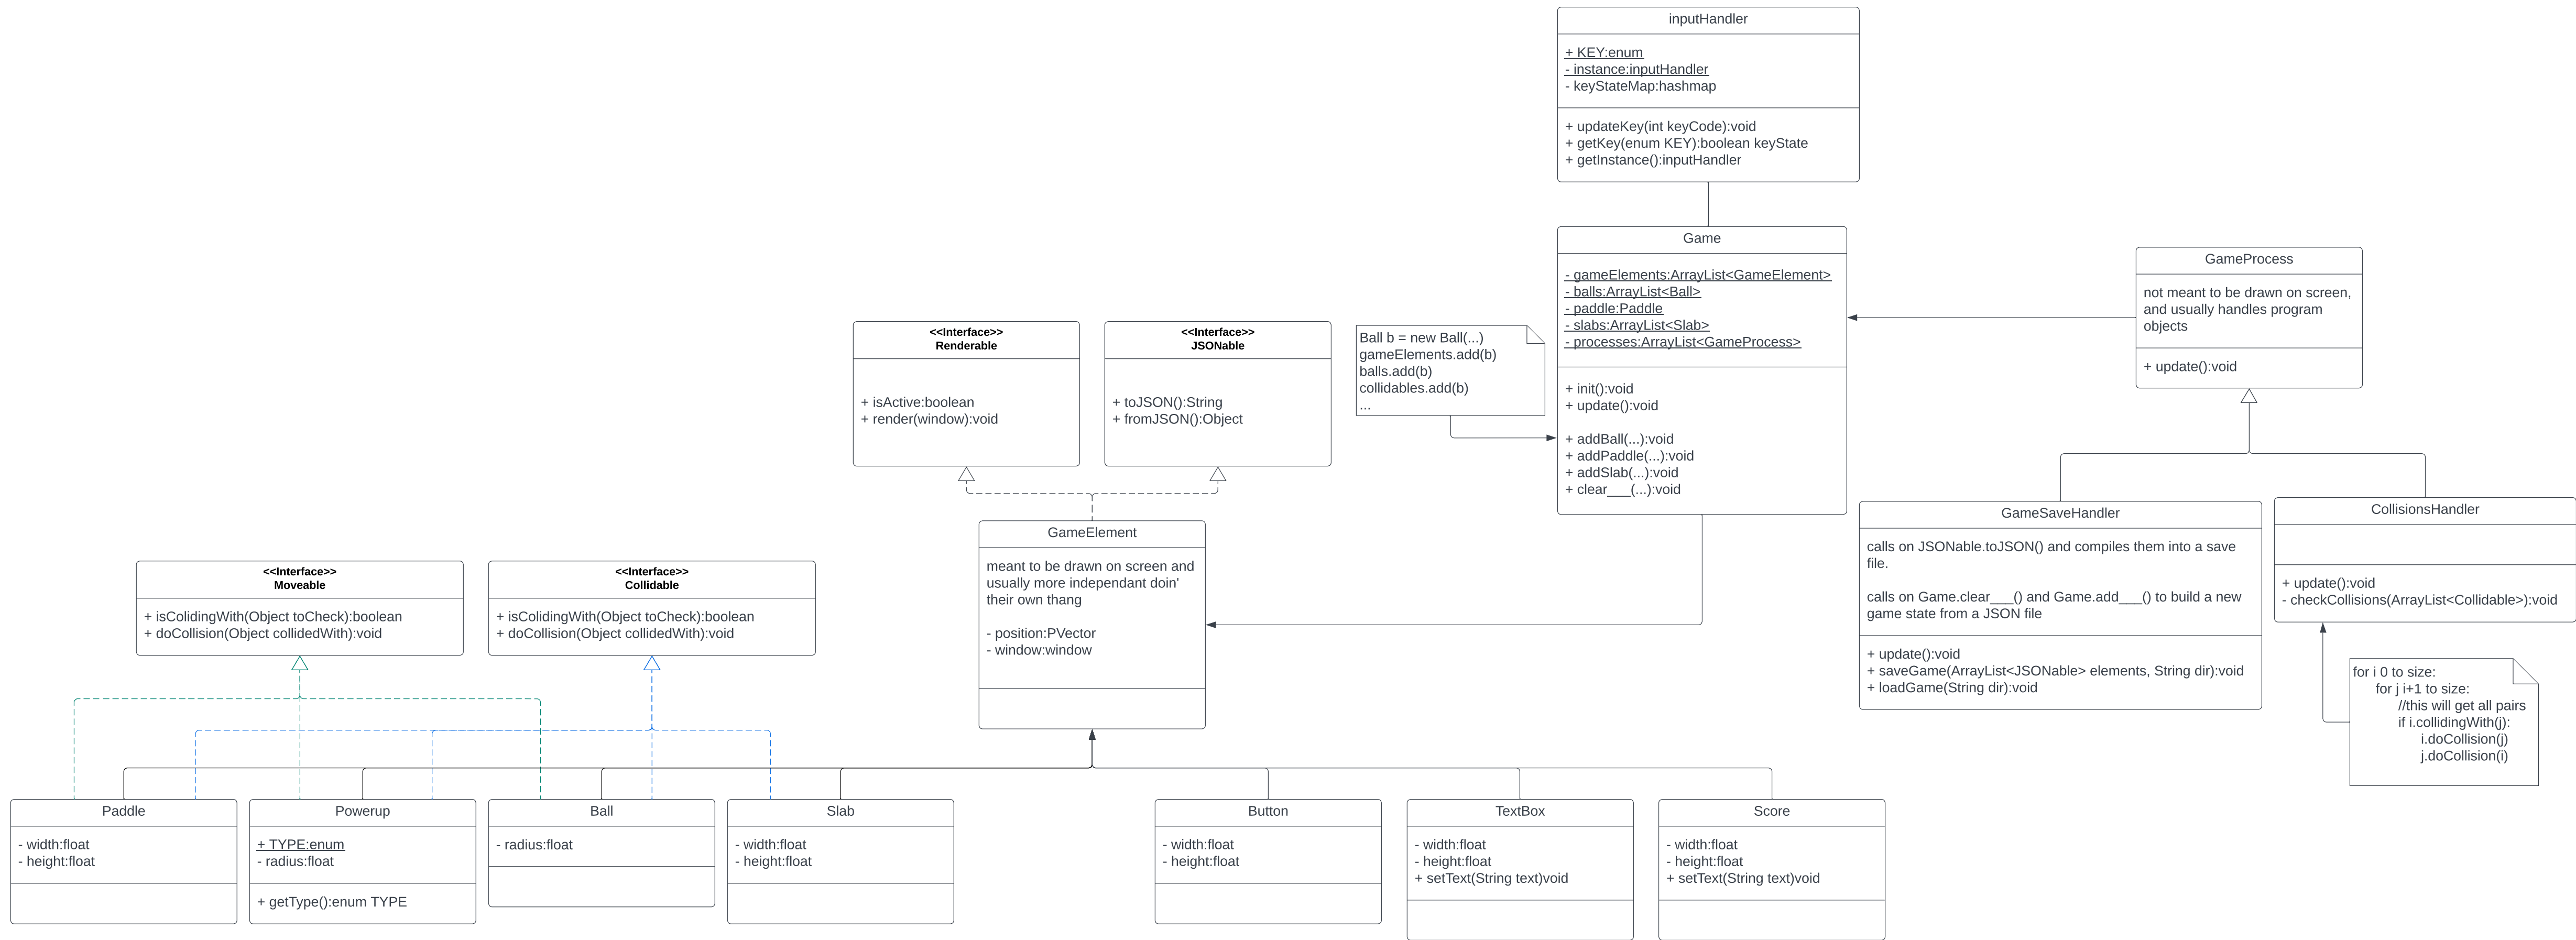 inputHandler
+ KEY:enum
- instance:inputHandler
- keyStateMap:hashmap
+ updateKey(int keyCode):void
+ getKey(enum KEY):boolean keyState
+ getInstance():inputHandler
Game
- gameElements:ArrayList<GameElement>
- balls:ArrayList<Ball>
- paddle:Paddle
- slabs:ArrayList<Slab>
- processes:ArrayList<GameProcess>
+ init():void
+ update():void
+ addBall(...):void
+ addPaddle(...):void
+ addSlab(...):void
+ clear___(...):void
GameProcess
not meant to be drawn on screen,
and usually handles program
objects
+ update():void
<<Interface>>
Renderable
+ isActive:boolean
+ render(window):void
<<Interface>>
JSONable
+ toJSON():String
+ fromJSON():Object
Ball b = new Ball(...)
gameElements.add(b)
balls.add(b)
collidables.add(b)
...
GameSaveHandler
calls on JSONable.toJSON() and compiles them into a save
file.
calls on Game.clear___() and Game.add___() to build a new
game state from a JSON file
+ update():void
+ saveGame(ArrayList<JSONable> elements, String dir):void
+ loadGame(String dir):void
CollisionsHandler
+ update():void
- checkCollisions(ArrayList<Collidable>):void
for i 0 to size:
for j i+1 to size:
//this will get all pairs
if i.collidingWith(j):
i.doCollision(j)
j.doCollision(i)
GameElement
meant to be drawn on screen and
usually more independant doin'
their own thang
- position:PVector
- window:window
<<Interface>>
Moveable
+ isColidingWith(Object toCheck):boolean
+ doCollision(Object collidedWith):void
<<Interface>>
Collidable
+ isColidingWith(Object toCheck):boolean
+ doCollision(Object collidedWith):void
Paddle
- width:float
- height:float
Powerup
+ TYPE:enum
- radius:float
+ getType():enum TYPE
Ball
- radius:float
Slab
- width:float
- height:float
Button
- width:float
- height:float
TextBox
- width:float
- height:float
+ setText(String text)void
Score
- width:float
- height:float
+ setText(String text)void